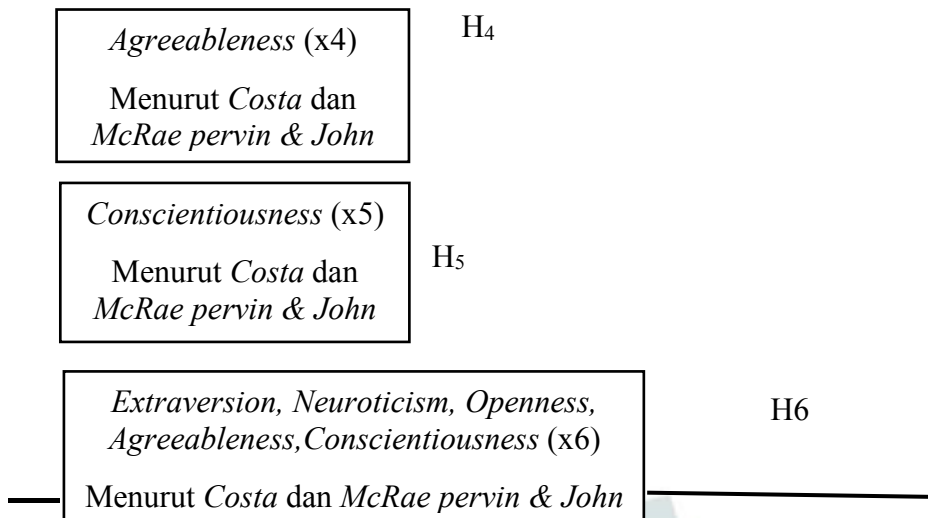 Agreeableness (x4)
H4
Menurut Costa dan
McRae pervin & John
Conscientiousness (x5)
H5
Menurut Costa dan
McRae pervin & John
Extraversion, Neuroticism, Openness,
H6
Agreeableness,Conscientiousness (x6)
Menurut Costa dan McRae pervin & John